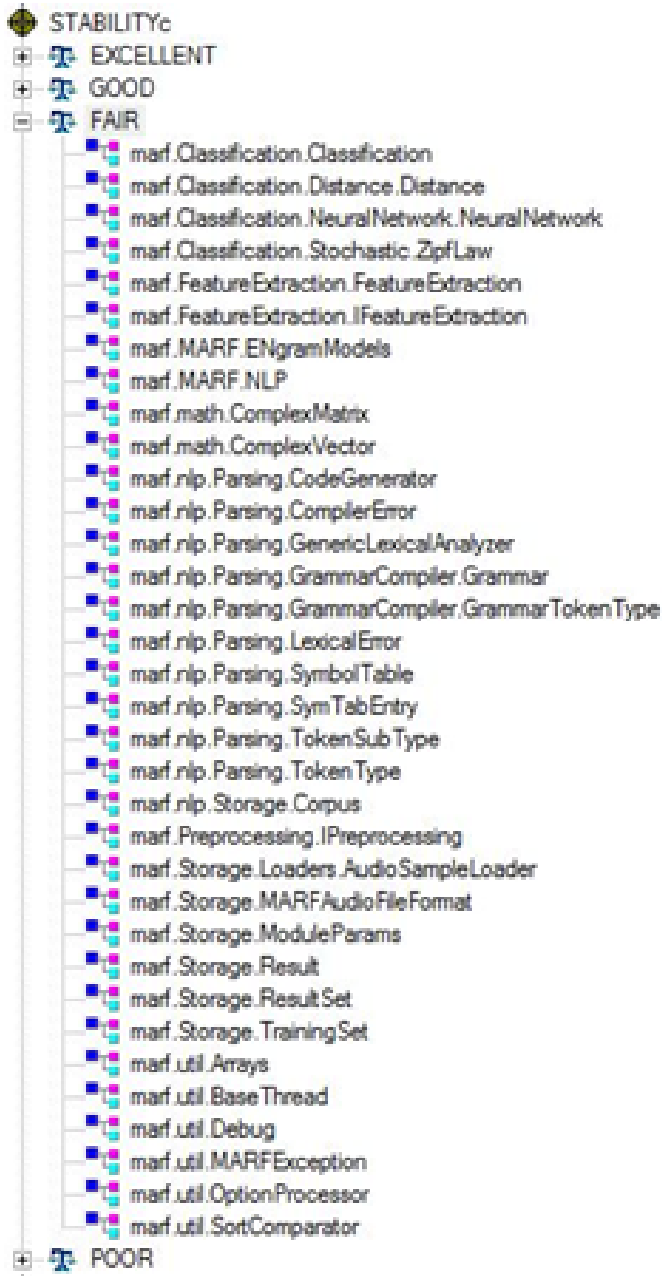 STABILITYc
EXCELLENT
GOOD
FAIR
marf.Classification.Classification
marf.Classification.Distance.Distance
marf.Classification.NeuralNetwork.NeuralNetwork
marf.Classification.Stochastic.ZipfLaw
marf.FeatureExtraction.FeatureExtraction
marf.FeatureExtraction.IFeatureExtraction
marf.MARF.ENgramModels
marf.MARF.NLP
marf.math.ComplexMatrix
marf.math.ComplexVector
marf.nlp.Parsing.CodeGenerator
marf.nlp.Parsing.CompilerError
marf.nlp.Parsing.GenericLexicalAnalyzer
marf.nlp.Parsing.GrammarCompiler.Grammar
marf.nlp.Parsing.GrammarCompiler.GrammarTokenType
marf.nlp.Parsing.LexicalError
marf.nlp.Parsing.SymbolTable
marf.nlp.Parsing.SymTabEntry
marf.nlp.Parsing.TokenSubType
marf.nlp.Parsing.TokenType
marf.nlp.Storage.Corpus
marf.Preprocessing.IPreprocessing
marf.Storage.Loaders.AudioSampleLoader
marf.Storage.MARFAudioFileFormat
marf.Storage.ModuleParams
marf.Storage.Result
marf.Storage.ResultSet
marf.Storage.TrainingSet
marf.util.Arrays
marf.util.BaseThread
marf.util.Debug
marf.util.MARFException
marf.util.OptionProcessor
marf.util.SortComparator
POOR